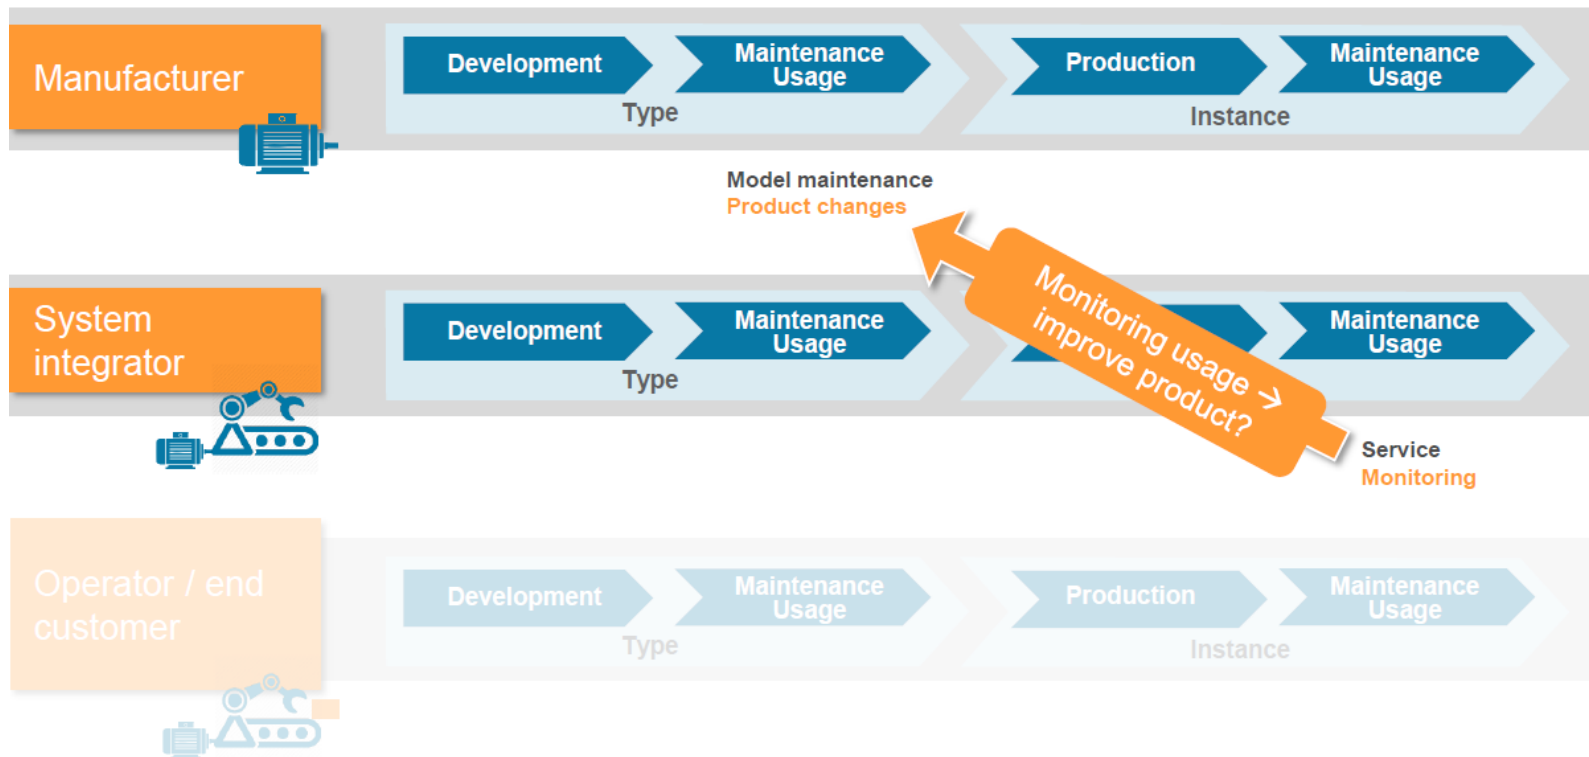 Manufacturer
Development
Maintenance
Usage
Type
Production
Maintenance
Usage
Instance
Model maintenance
Product changes
System
integrator
Development
Maintenance
Usage
Type
Monitoring usage →
improve product?
Maintenance
Usage
Service
Monitoring
Operator / end
customer
Development
Maintenance
Usage
Type
Production
Maintenance
Usage
Instance